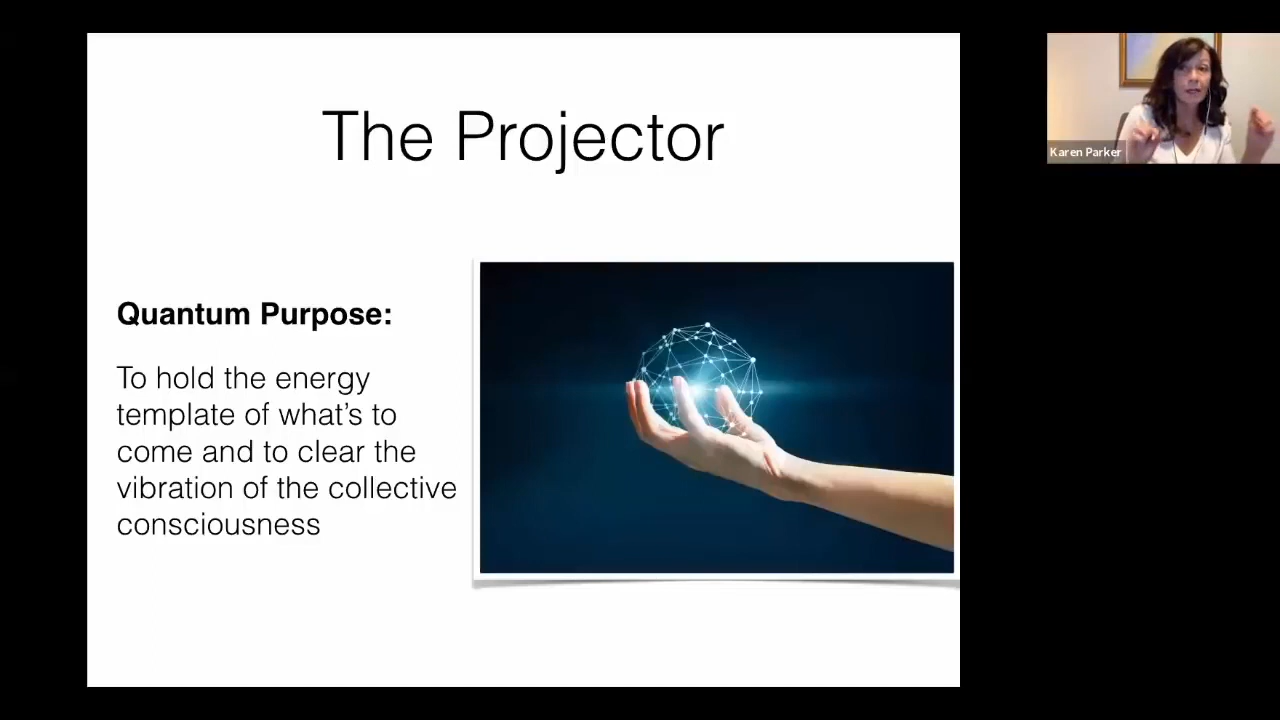 The Projector
Quantum Purpose:
To hold the energy
template of what’s to
come and to clear the
vibration of the collective
consciousness
Karen Parker